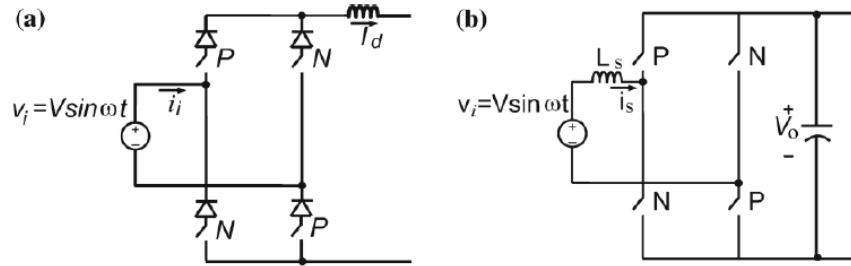 (a)
P
N
I_d
v_i=Vsinωt
i_i
N
P
(b)
P
N
L_s
v_i=Vsinωt
i_s
+
V_o
-
N
P